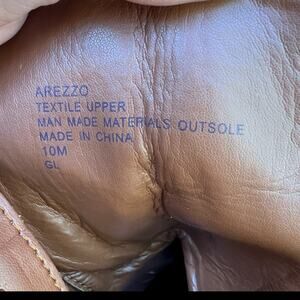 AREZZO
TEXTILE UPPER
MAN MADE MATERIALS OUTSOLE
MADE IN CHINA
10M
GL